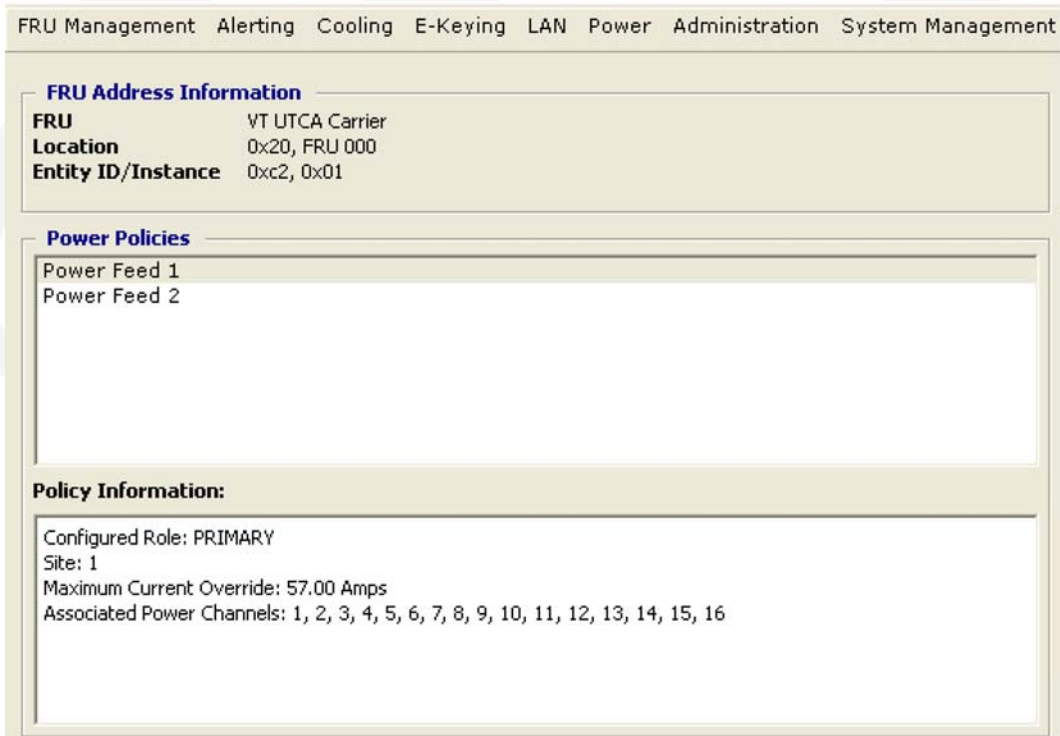 FRU Management Alerting Cooling E-Keying LAN Power Administration System Management
FRU Address Information
FRU VT UTCA Carrier
Location 0x20, FRU 000
Entity ID/Instance 0xc2, 0x01
Power Policies
Power Feed 1
Power Feed 2
Policy Information:
Configured Role: PRIMARY
Site: 1
Maximum Current Override: 57.00 Amps
Associated Power Channels: 1, 2, 3, 4, 5, 6, 7, 8, 9, 10, 11, 12, 13, 14, 15, 16